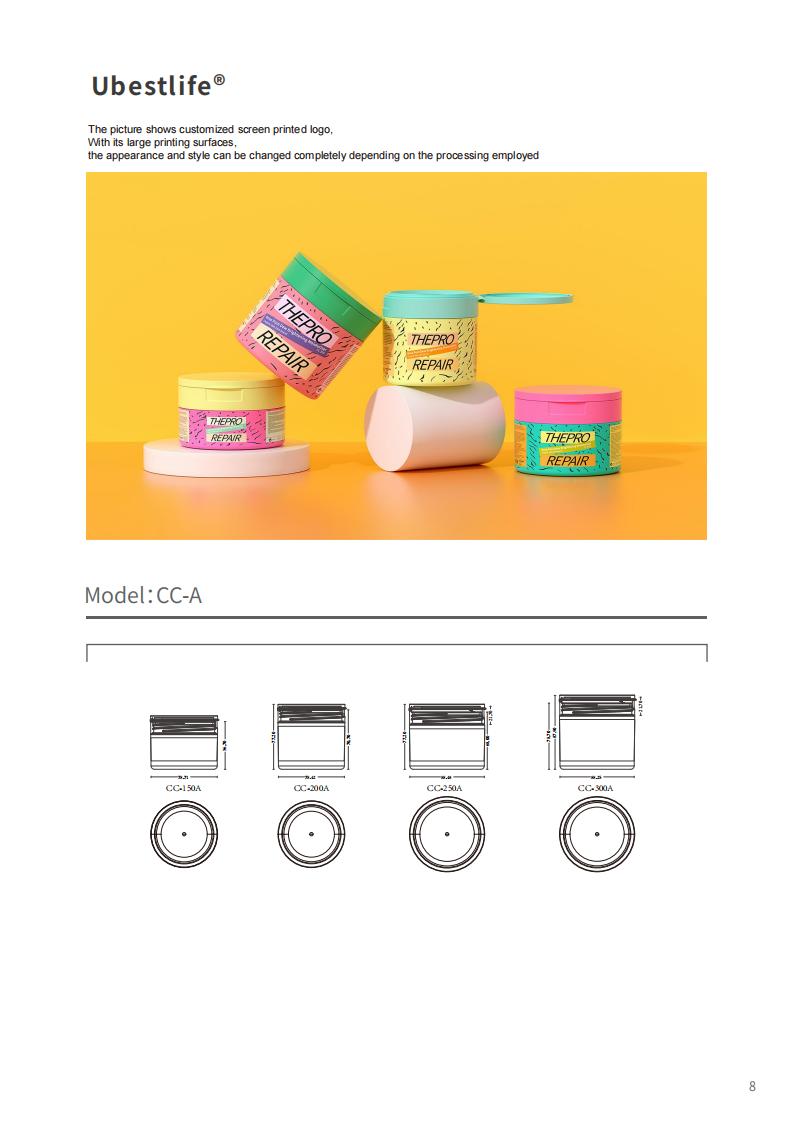 Ubestlife®
The picture shows customized screen printed logo,
With its large printing surfaces,
the appearance and style can be changed completely depending on the processing employed
THEPRO
REPAIR
THEPRO
REPAIR
THEPRO
REPAIR
THEPRO
REPAIR
Model:CC-A
CC-150A
CC-200A
CC-250A
CC-300A
8